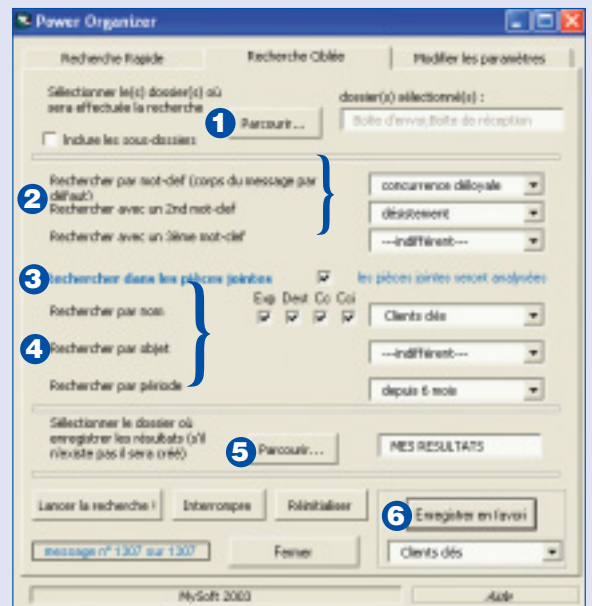 Power Organizer
Recherche Rapide
Recherche Ciblée
Modifier les paramètres
Sélectionner le(s) dossier(s) où
sera effectuée la recherche
Inclure les sous-dossiers
1
Parcourir...
dossier(s) sélectionné(s) :
Boîte d'envoi;Boîte de réception
2
Rechercher par mot-clef (corps du message par
défaut)
concurrence déloyale
Rechercher avec un 2nd mot-clef
désistement
Rechercher avec un 3ème mot-clef
---indifférent---
3
Rechercher dans les pièces jointes
les pièces jointes seront analysées
Exp Dest Cc Cci
Rechercher par nom
Clients clés
4
Rechercher par objet
---indifférent---
Rechercher par période
depuis 6 mois
Sélectionner le dossier où
enregistrer les résultats (s'il
n'existe pas il sera créé)
5
Parcourir...
MES RESULTATS
Lancer la recherche !
Interrompre
Réinitialiser
6
Enregistrer en favori
message n° 1307 sur 1307
Fermer
Clients clés
MySoft 2003
Aide